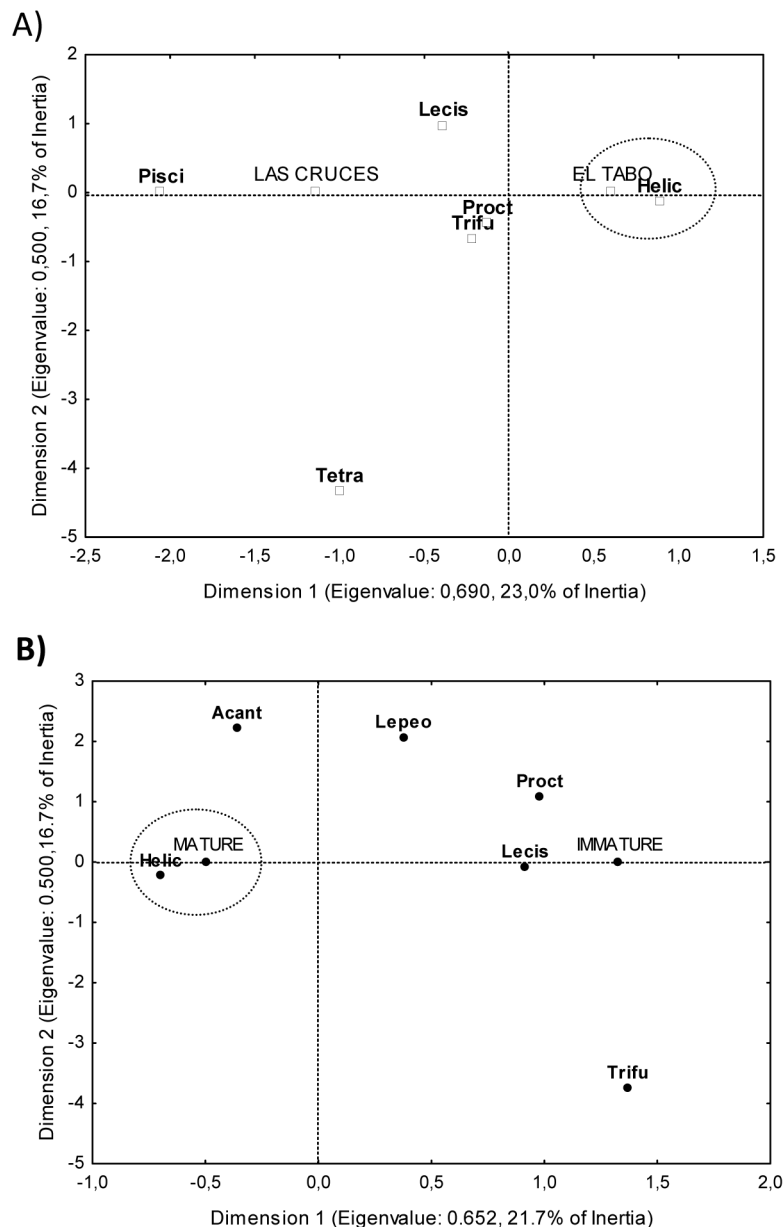 A)
2
1
0
-1
-2
-3
-4
-5
Dimension 2 (Eigenvalue: 0,500, 16,7% of Inertia)
Lecis
Pisci
LAS CRUCES
EL TABO
Helic
Proct
Trifu
Tetra
-2,5 -2,0 -1,5 -1,0 -0,5 0,0 0,5 1,0 1,5
Dimension 1 (Eigenvalue: 0,690, 23,0% of Inertia)
B)
3
2
1
0
-1
-2
-3
-4
-5
Dimension 2 (Eigenvalue: 0.500,16.7% of Inertia)
Acant
Lepeo
Proct
MATURE
Helic
Lecis
IMMATURE
Trifu
-1,0 -0,5 0,0 0,5 1,0 1,5 2,0
Dimension 1 (Eigenvalue: 0.652, 21.7% of Inertia)